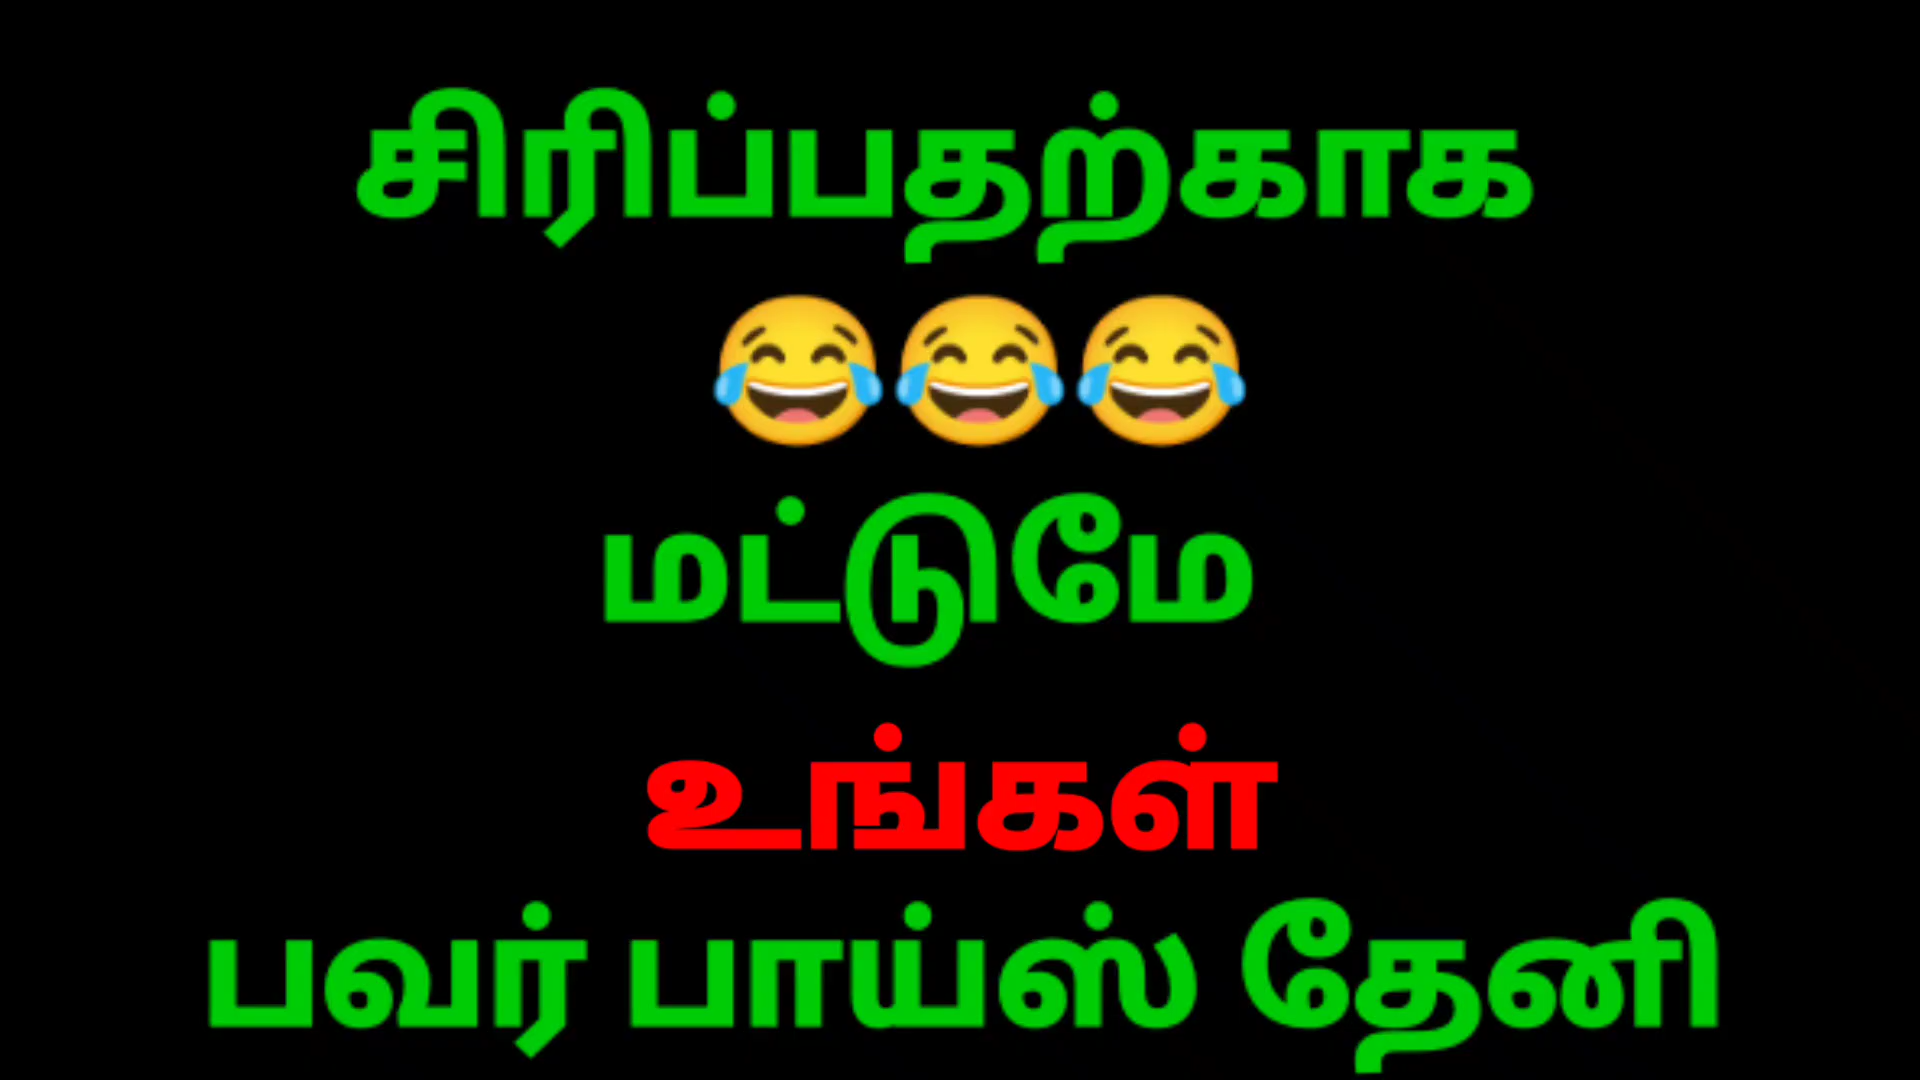 சிரிப்பதற்காக
😂😂😂
மட்டுமே
உங்கள்
பவர் பாய்ஸ் தேனி